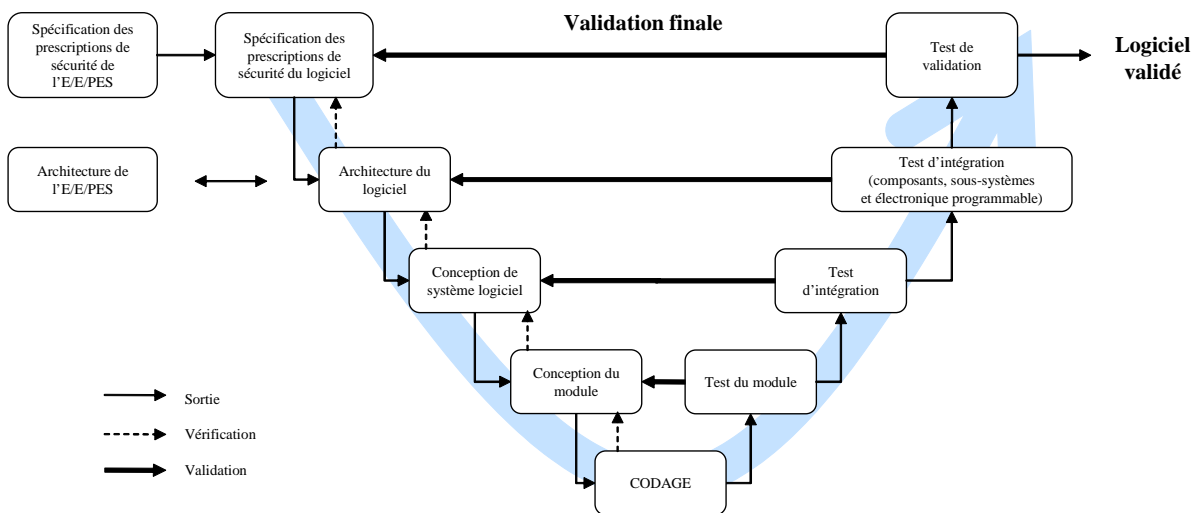 Validation finale
Spécification des
prescriptions de
sécurité de
l'E/E/PES
Spécification des
prescriptions de
sécurité du logiciel
Test de
validation
Logiciel
validé
Architecture de
l'E/E/PES
Architecture du
logiciel
Test d'intégration
(composants, sous-systèmes
et électronique programmable)
Conception de
système logiciel
Test
d'intégration
Conception du
module
Test du module
Sortie
Vérification
Validation
CODAGE